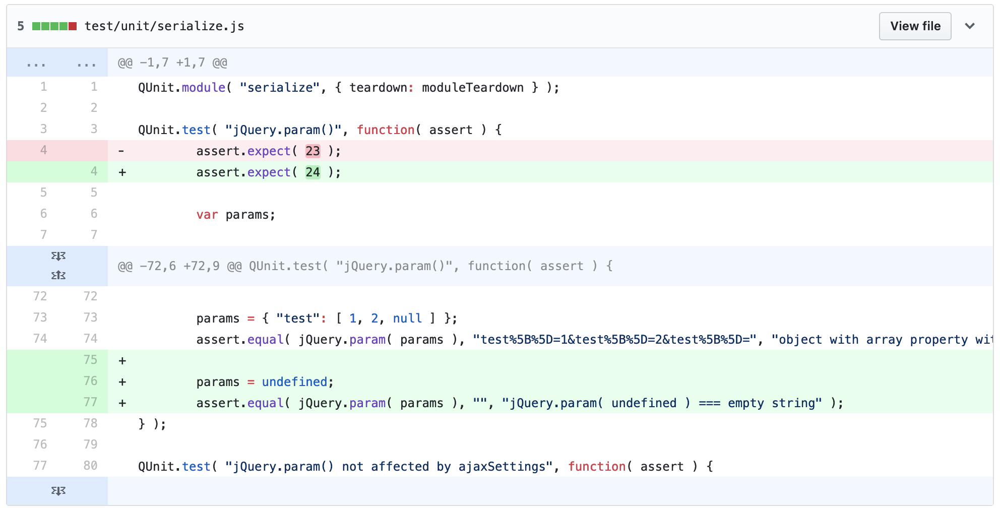 5 test/unit/serialize.js View file
... ... @@ -1,7 +1,7 @@
1 1 QUnit.module( "serialize", { teardown: moduleTeardown } );
2 2
3 3 QUnit.test( "jQuery.param()", function( assert ) {
4 - assert.expect( 23 );
4 + assert.expect( 24 );
5 5
6 6 var params;
7 7
@@ -72,6 +72,9 @@ QUnit.test( "jQuery.param()", function( assert ) {
72 72
73 73 params = { "test": [ 1, 2, null ] };
74 74 assert.equal( jQuery.param( params ), "test%5B%5D=1&test%5B%5D=2&test%5B%5D=", "object with array property
75 +
76 + params = undefined;
77 + assert.equal( jQuery.param( params ), "", "jQuery.param( undefined ) === empty string" );
75 78 } );
76 79
77 80 QUnit.test( "jQuery.param() not affected by ajaxSettings", function( assert ) {